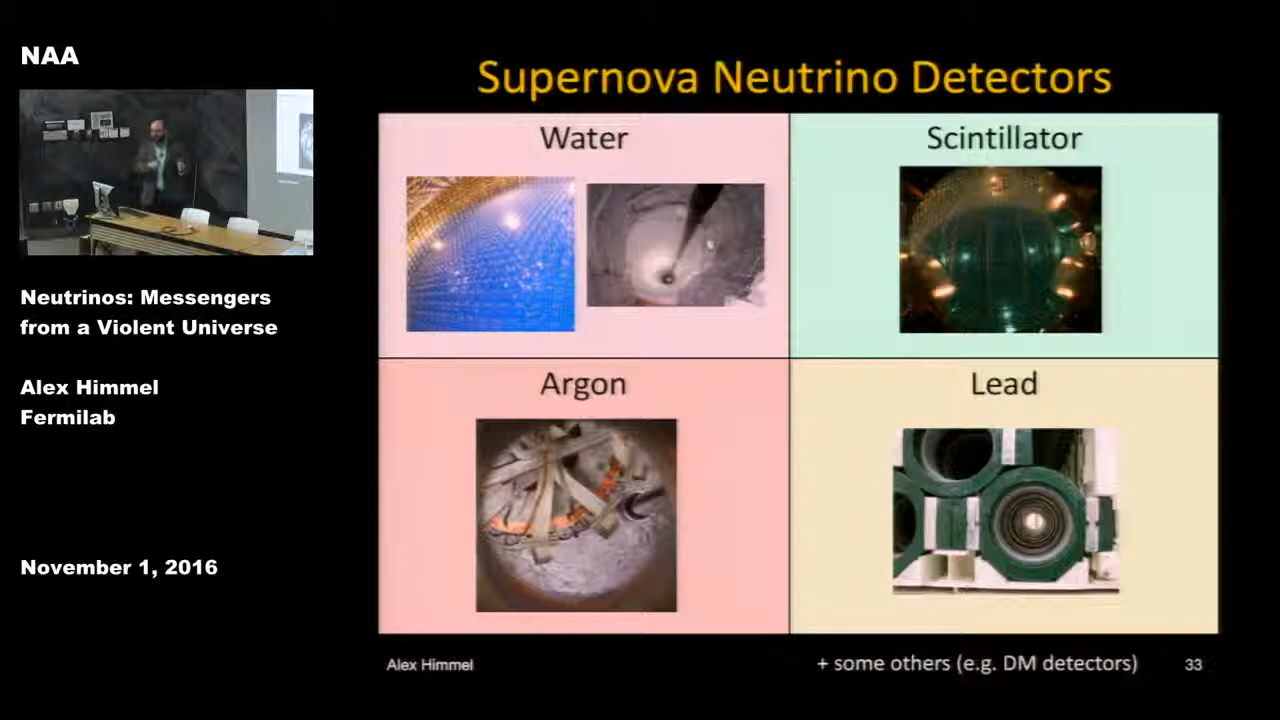 NAA
Neutrinos: Messengers
from a Violent Universe
Alex Himmel
Fermilab
November 1, 2016
Supernova Neutrino Detectors
Water
Scintillator
Argon
Lead
Alex Himmel
+ some others (e.g. DM detectors)
33